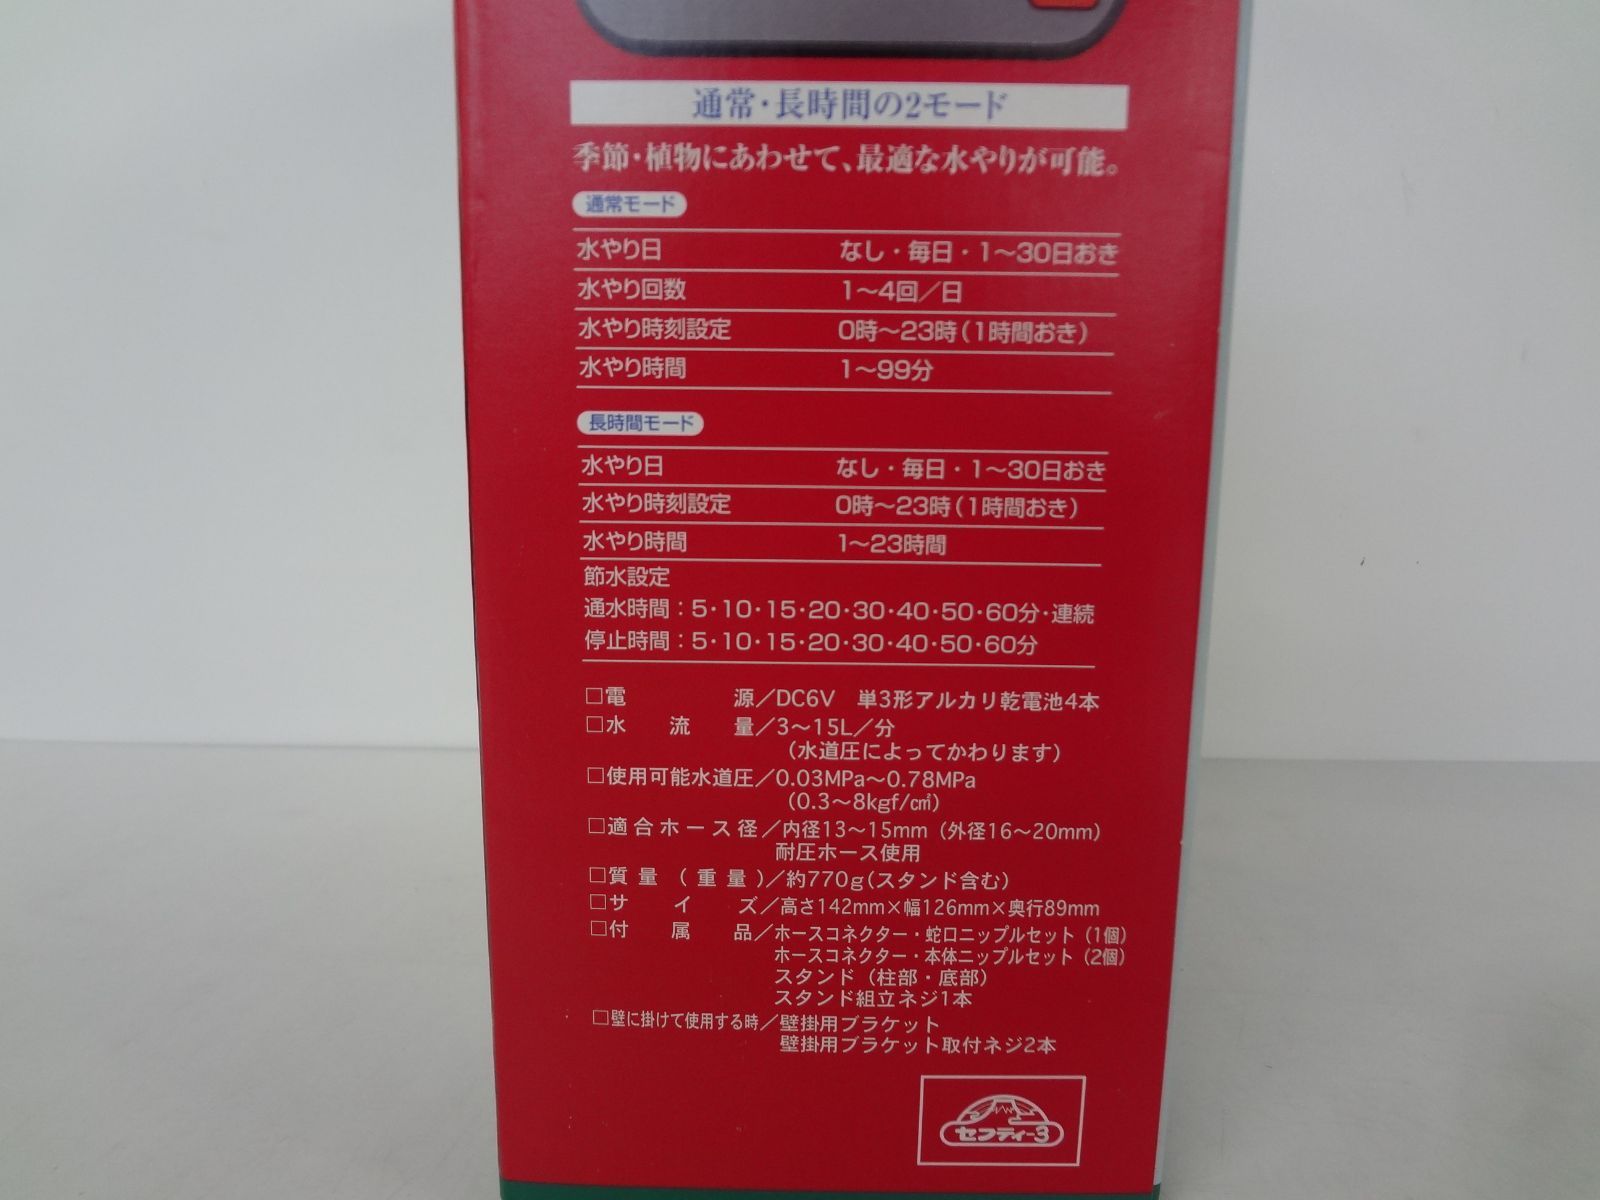 通常・長時間の2モード
季節・植物にあわせて、最適な水やりが可能。
通常モード
水やり日 なし・毎日・1～30日おき
水やり回数 1～4回／日
水やり時刻設定 0時～23時（1時間おき）
水やり時間 1～99分
長時間モード
水やり日 なし・毎日・1～30日おき
水やり時刻設定 0時～23時（1時間おき）
水やり時間 1～23時間
節水設定
通水時間：5・10・15・20・30・40・50・60分・連続
停止時間：5・10・15・20・30・40・50・60分
□電源／DC6V 単3形アルカリ乾電池4本
□水流量／3～15L／分
（水道圧によってかわります）
□使用可能水道圧／0.03MPa～0.78MPa
（0.3～8kgf/㎠）
□適合ホース径／内径13～15mm（外径16～20mm）
耐圧ホース使用
□質量（重量）／約770g（スタンド含む）
□サイズ／高さ142mm×幅126mm×奥行89mm
□付属品／ホースコネクター・蛇口ニップルセット（1個）
ホースコネクター・本体ニップルセット（2個）
スタンド（柱部・底部）
スタンド組立ネジ1本
□壁に掛けて使用する時／壁掛用ブラケット
壁掛用ブラケット取付ネジ2本
セフティー3